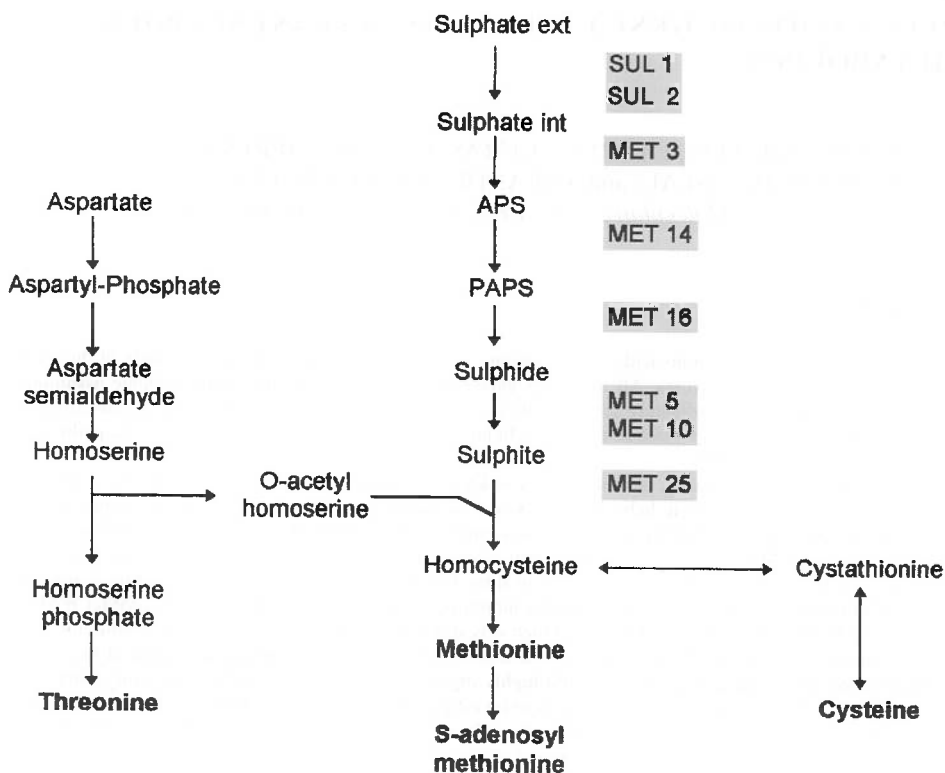 Sulphate ext
SUL 1
SUL 2
Sulphate int
MET 3
Aspartate
APS
MET 14
Aspartyl-Phosphate
PAPS
MET 16
Aspartate
semialdehyde
Sulphide
MET 5
MET 10
Homoserine
Sulphite
MET 25
O-acetyl
homoserine
Homocysteine
Cystathionine
Homoserine
phosphate
Methionine
Threonine
Cysteine
S-adenosyl
methionine